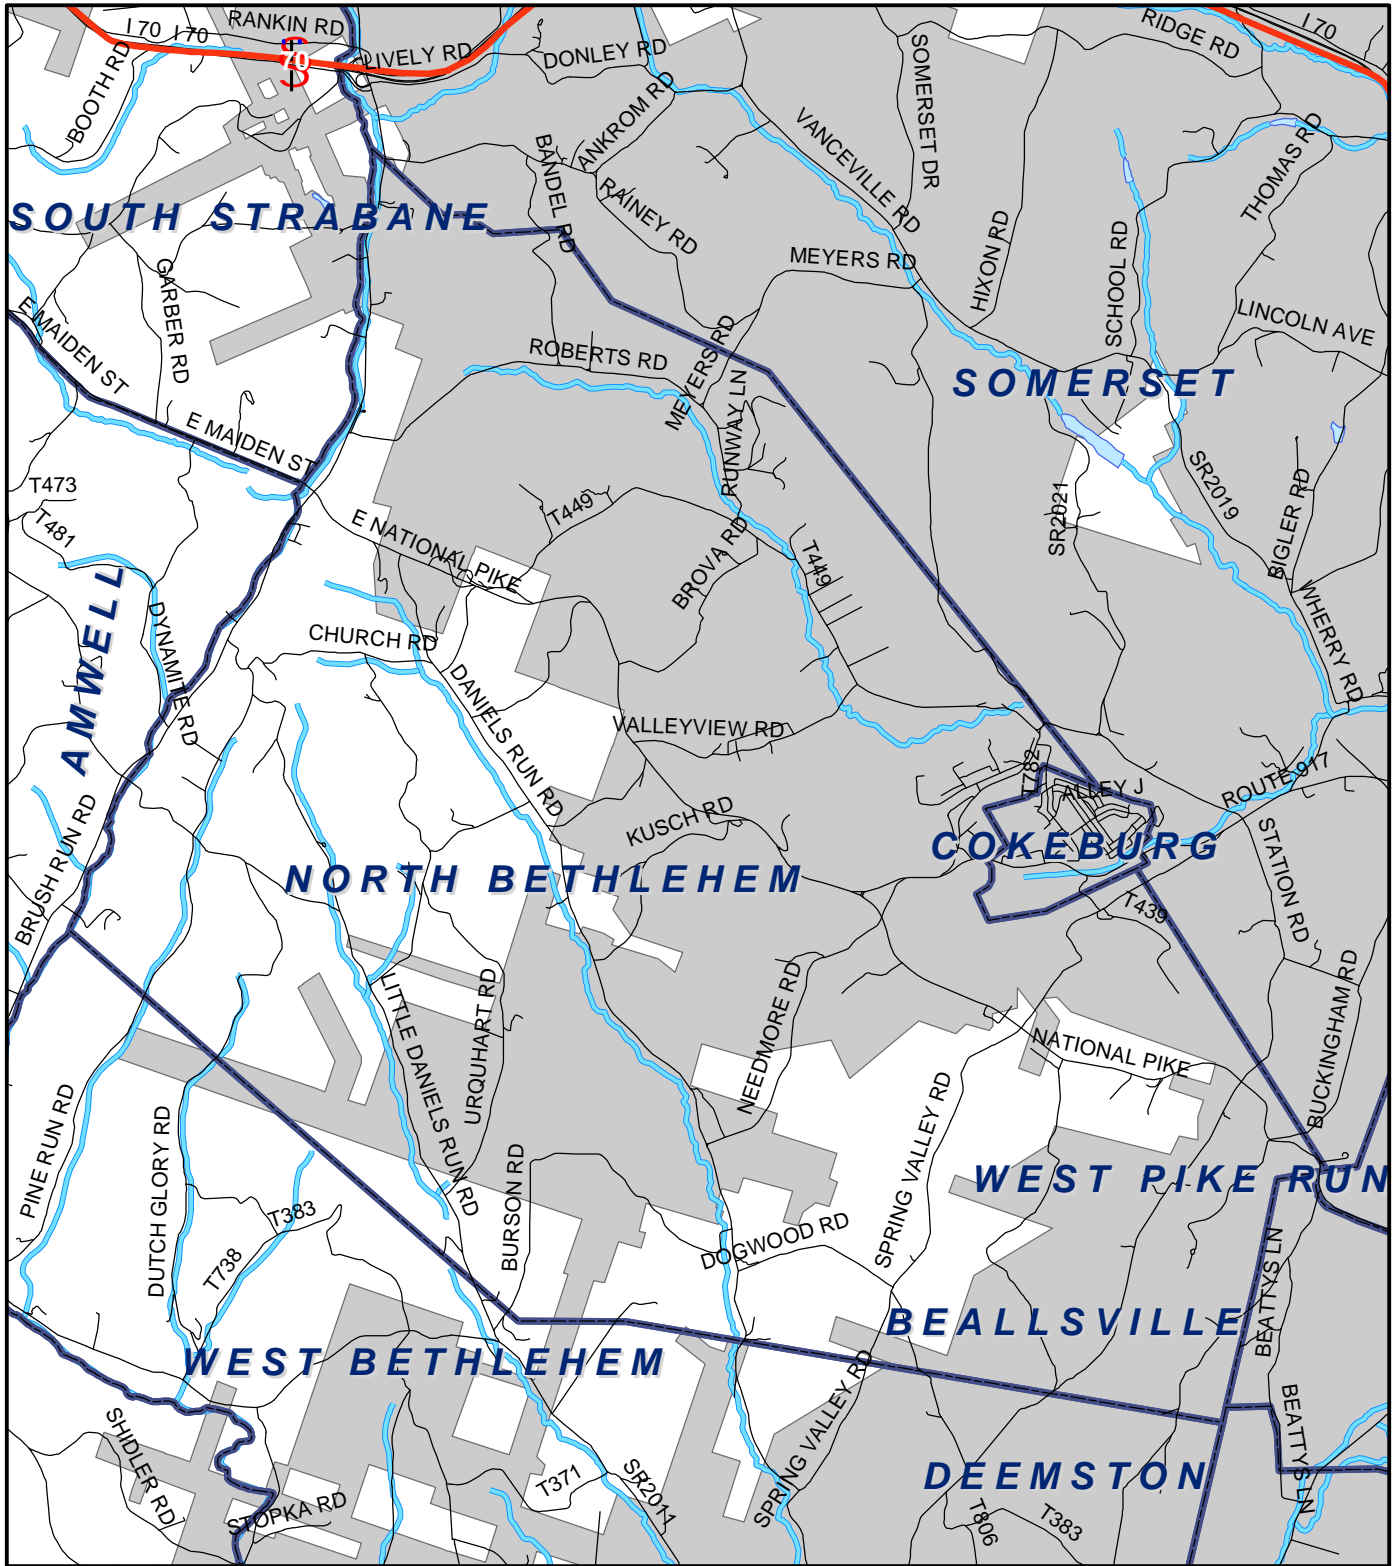 I 70
I 70
RANKIN RD
70
LIVELY RD
DONLEY RD
RIDGE RD
I 70
BOOTH RD
ANKROM RD
SOMERSET DR
VANCEVILLE RD
THOMAS RD
BANDEL RD
RAINEY RD
SOUTH STRABANE
MEYERS RD
HIXON RD
SCHOOL RD
GARBER RD
E MAIDEN ST
LINCOLN AVE
ROBERTS RD
MEYERS RD
RUNWAY LN
SOMERSET
E MAIDEN ST
T473
T481
T449
E NATIONAL PIKE
BROVA RD
T449
SR2021
SR2019
BIGLER RD
WHERRY RD
AMWELL
DYNAMITE RD
CHURCH RD
DANIELS RUN RD
VALLEYVIEW RD
T782
ALLEY J
ROUTE 917
BRUSH RUN RD
KUSCH RD
COKEBURG
STATION RD
NORTH BETHLEHEM
T439
LITTLE DANIELS RUN RD
URQUHART RD
NEEDMORE RD
BUCKINGHAM RD
NATIONAL PIKE
PINE RUN RD
DUTCH GLORY RD
SPRING VALLEY RD
BURSON RD
WEST PIKE RUN
T383
T738
DOGWOOD RD
BEATTYS LN
BEALLSVILLE
WEST BETHLEHEM
SPRING VALLEY RD
BEATTYS LN
SHIDLER RD
STOPKA RD
T371
SR2011
DEEMSTON
T806
T383